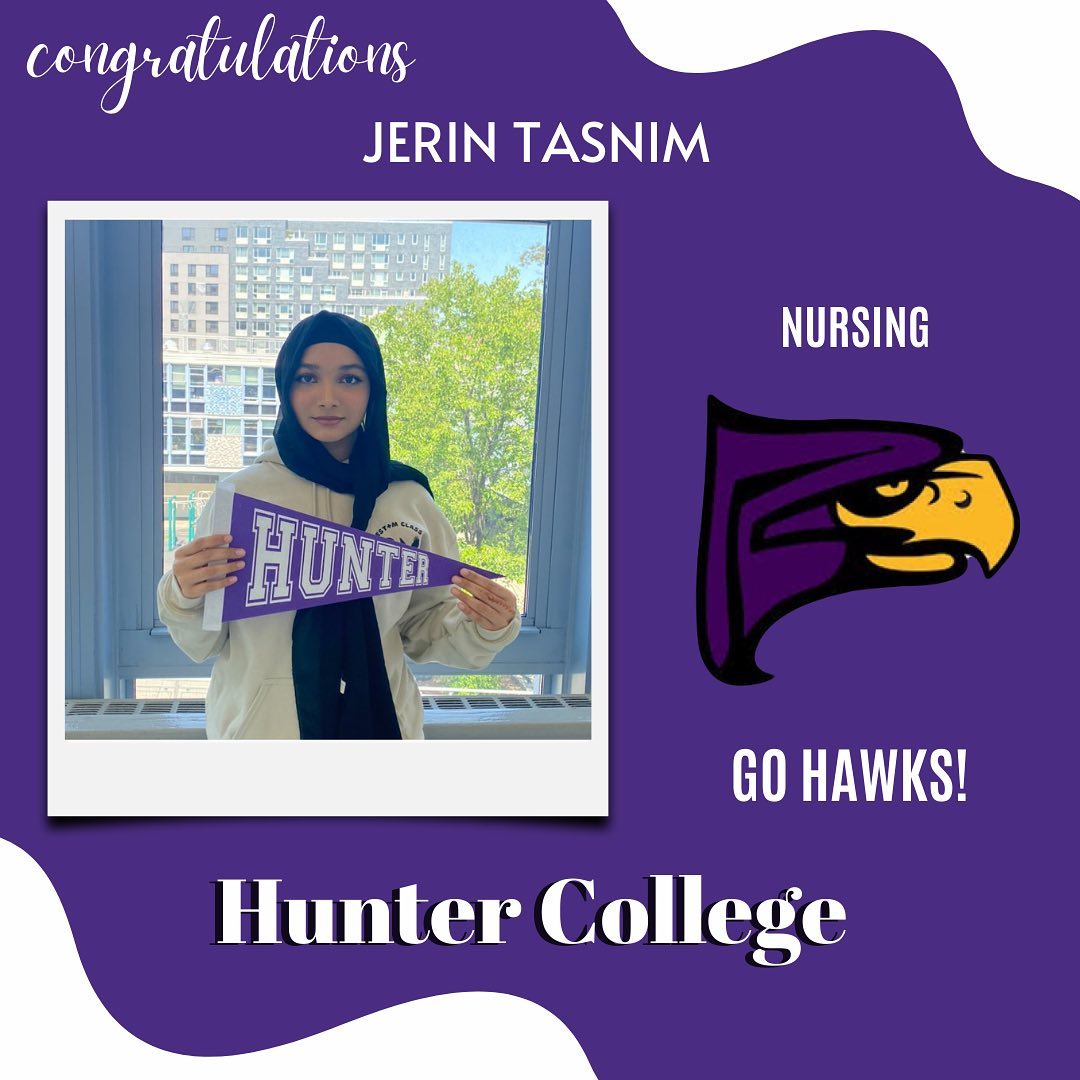 congratulations
JERIN TASNIM
NURSING
HUNTER
GO HAWKS!
Hunter College